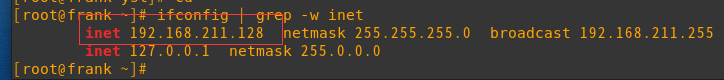 [root@frank ~]# ifconfig | grep -w inet
inet 192.168.211.128 netmask 255.255.255.0 broadcast 192.168.211.255
inet 127.0.0.1 netmask 255.0.0.0
[root@frank ~]#